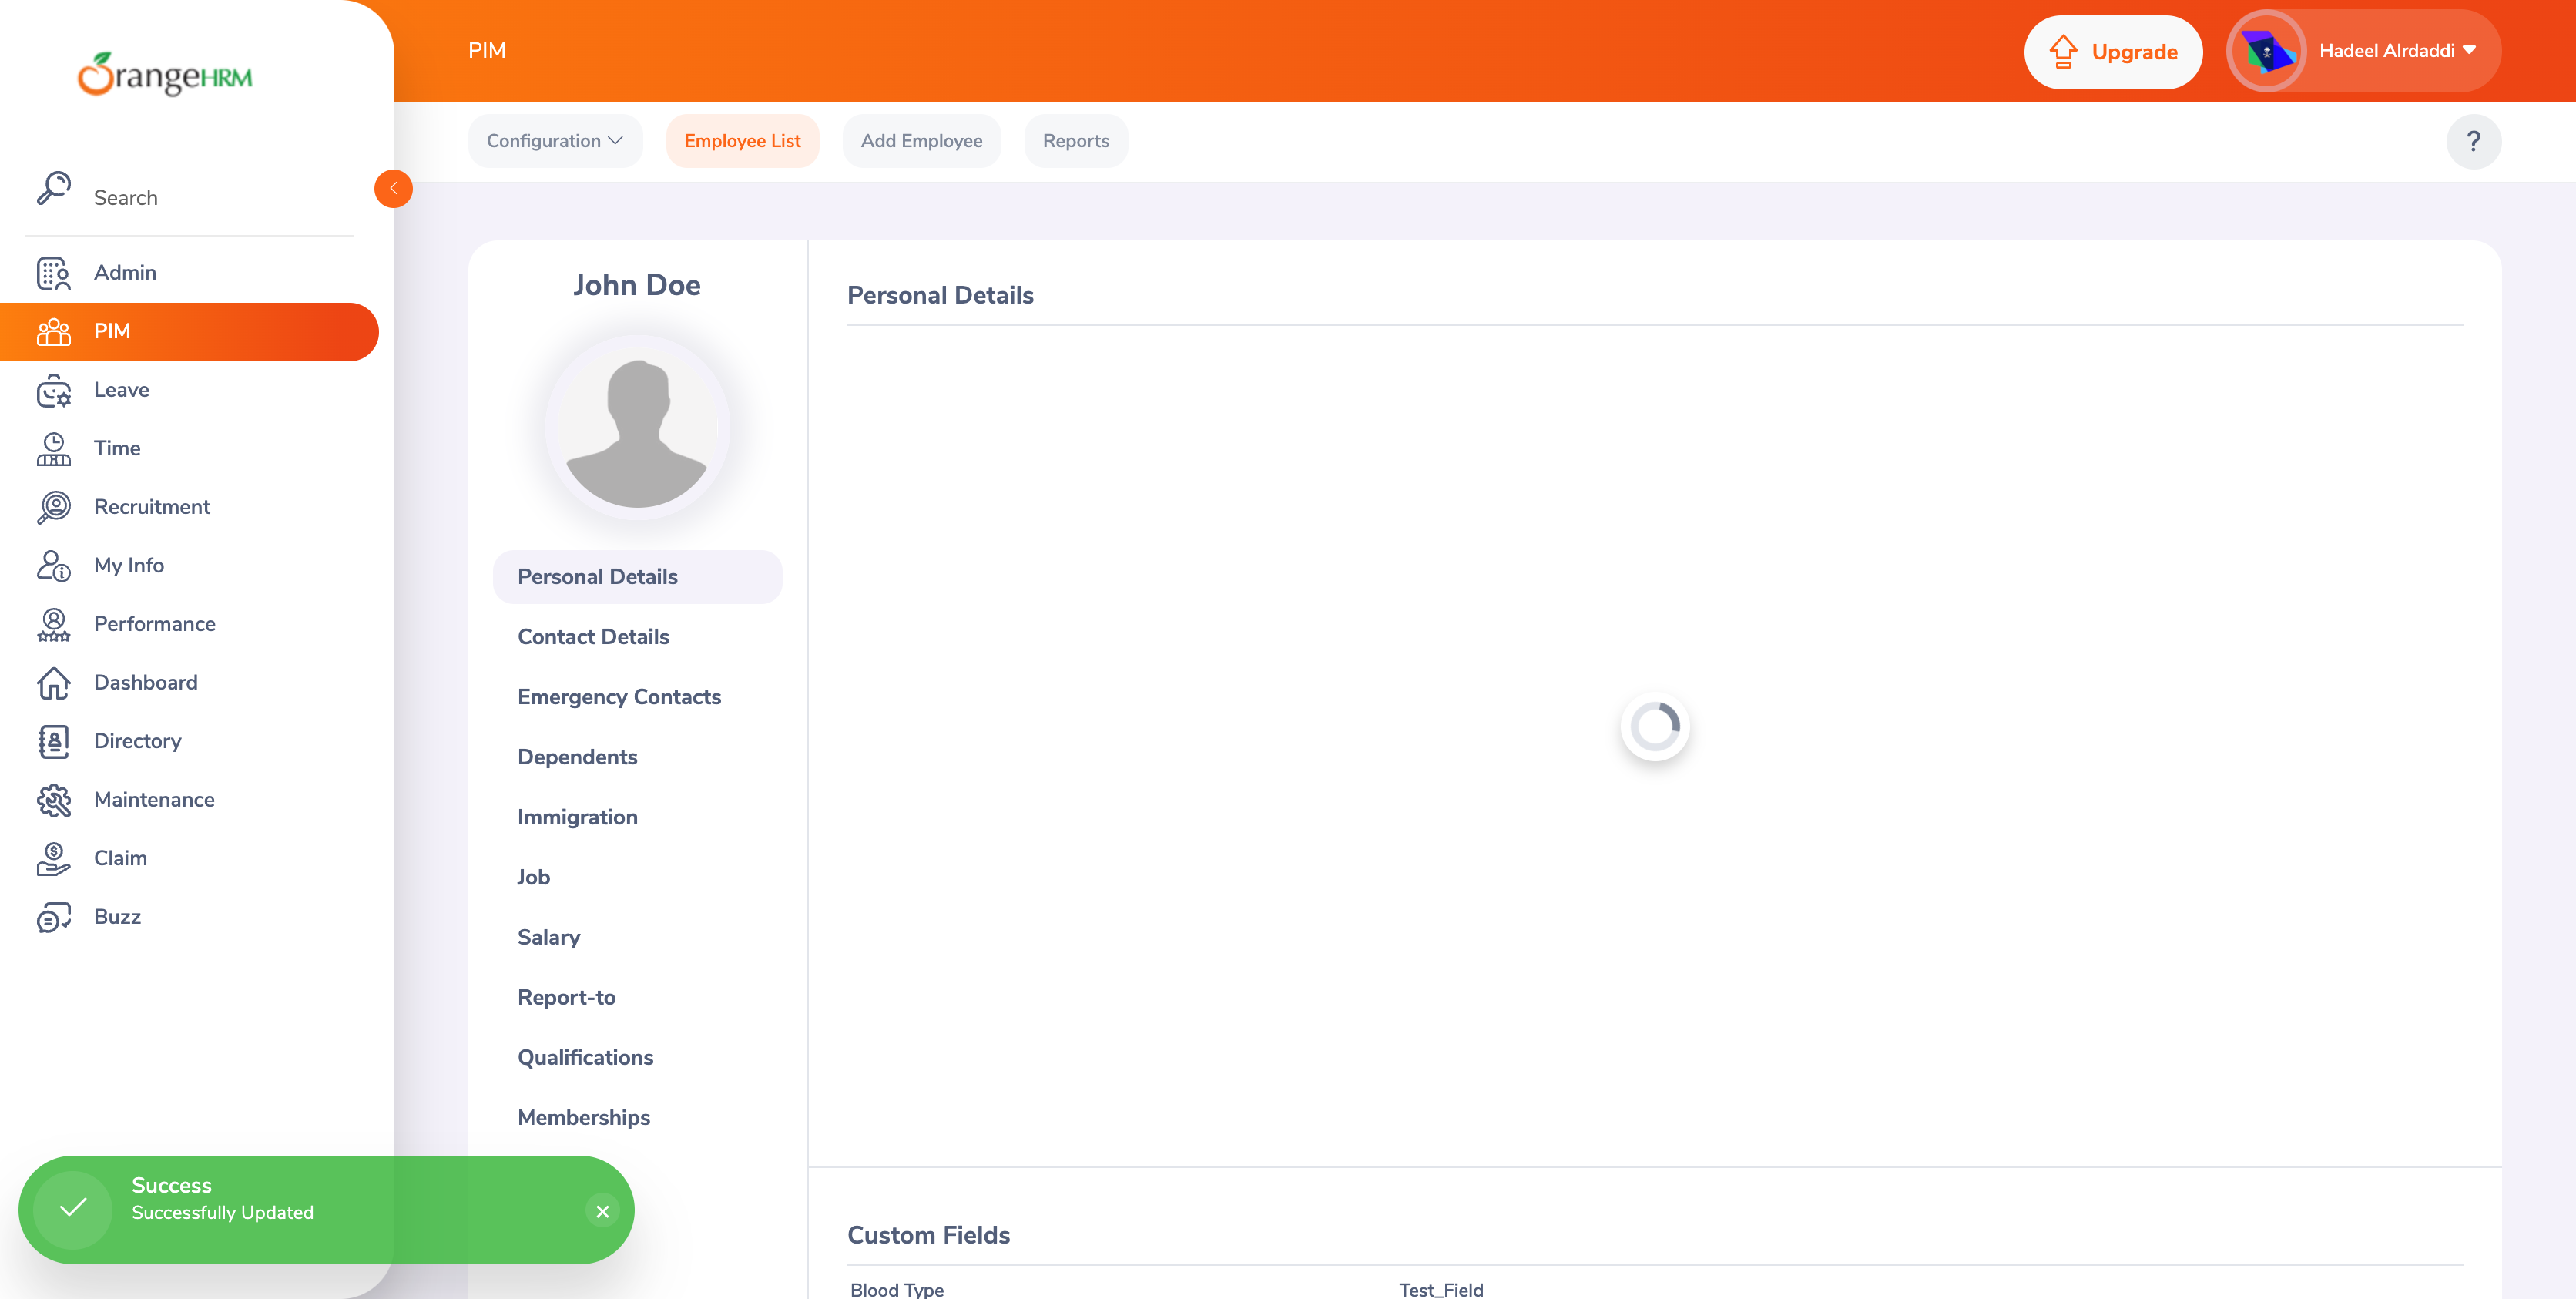 OrangeHRM
Search
Admin
PIM
Leave
Time
Recruitment
My Info
Performance
Dashboard
Directory
Maintenance
Claim
Buzz
PIM
Upgrade
Hadeel Alrdaddi
Configuration
Employee List
Add Employee
Reports
?
John Doe
Personal Details
Contact Details
Emergency Contacts
Dependents
Immigration
Job
Salary
Report-to
Qualifications
Memberships
Personal Details
Custom Fields
Blood Type
Test_Field
Success
Successfully Updated